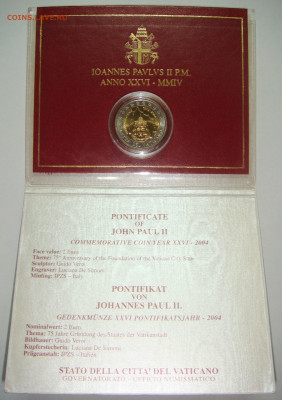 COINS.SU
JOANNES PAVLVS II P.M.
ANNO XXVI - MMIV
PONTIFICATE
OF
JOHN PAUL II
COMMEMORATIVE COIN YEAR XXVI - 2004
Face value: 2 Euro
Theme: 75th Anniversary of the Foundation of the Vatican City State
Sculptor: Guido Veroi
Engraver: Luciana De Simoni
Minting: IPZS - Italy
PONTIFIKAT
VON
JOHANNES PAUL II.
GEDENKMÜNZE XXVI PONTIFIKATSJAHR - 2004
Nominalwert: 2 Euro
Thema: 75 Jahre Gründung des Staates der Vatikanstadt
Bildhauer: Guido Veroi
Kupferstecherin: Luciana De Simoni
Prägeanstalt: IPZS - Italien
STATO DELLA CITTA' DEL VATICANO
GOVERNATORATO - UFFICIO NUMISMATICO